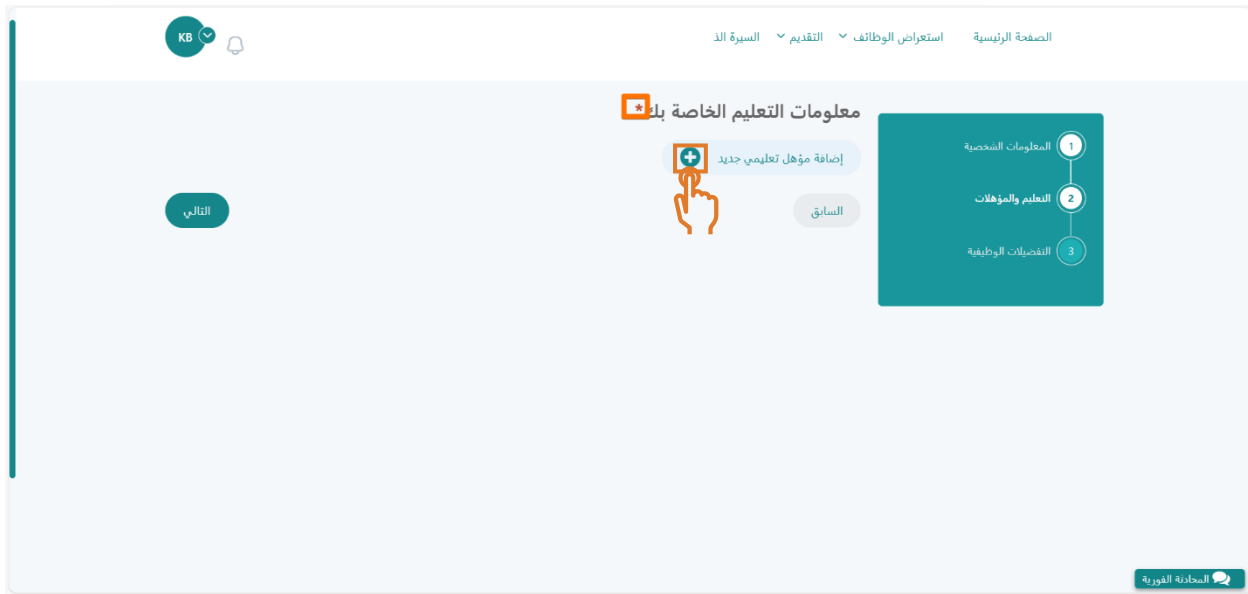 الصفحة الرئيسية استعراض الوظائف التقديم السيرة الذ
KB
معلومات التعليم الخاصة بك *
إضافة مؤهل تعليمي جديد
السابق
التالي
1 المعلومات الشخصية
2 التعليم والمؤهلات
3 التفضيلات الوظيفية
المحادثة الفورية